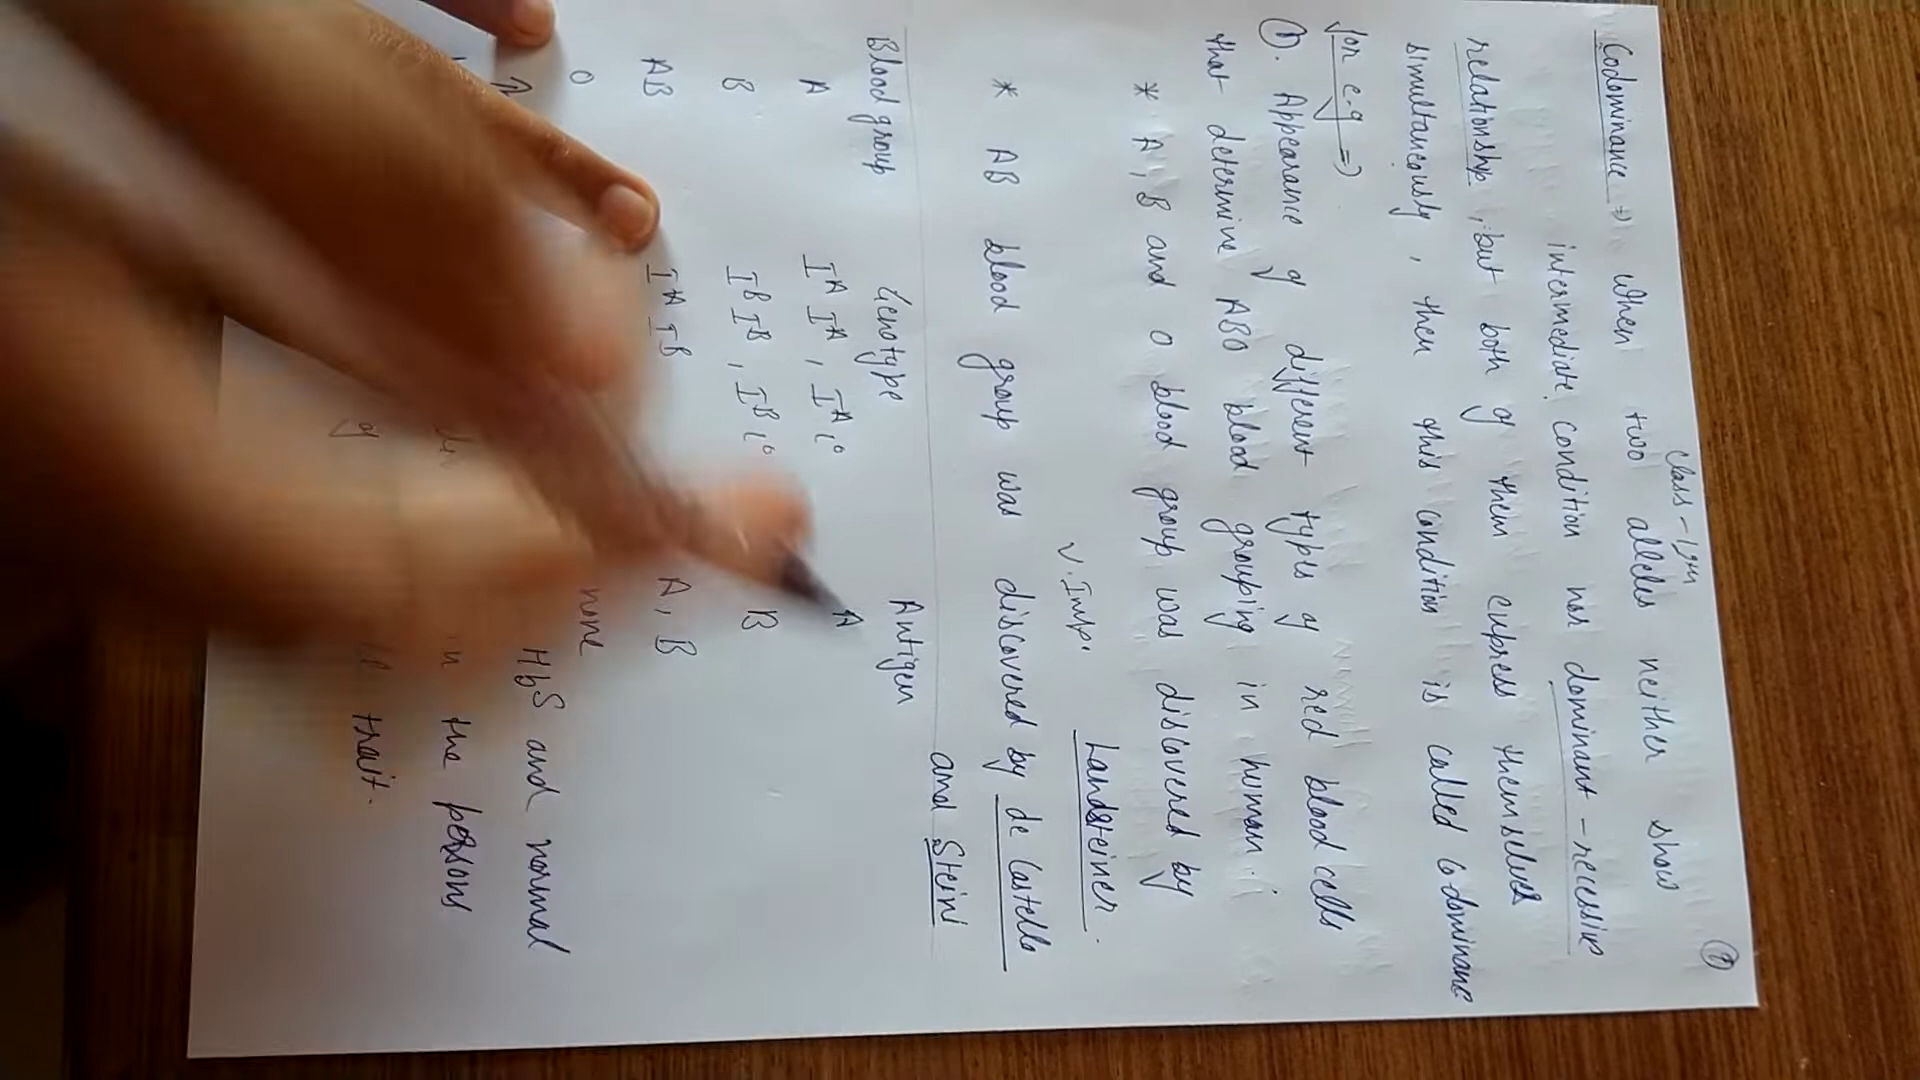 Class - 12th
①
Codominance ⇒ When two alleles neither show
intermediate condition nor dominant - recessive
relationship, but both of them express themselves
simultaneously, then this condition is called Codominance
for e.g ⇒
①. Appearance of different types of red blood cells
that determine ABO blood grouping in human.
* A, B and O blood group was discovered by
V. Imp. Landsteiner.
* AB blood group was discovered by de Castello
and Steini
Blood group Genotype Antigen
A Iᴬ Iᴬ, Iᴬ i° A
B Iᴮ Iᴮ, Iᴮ i° B
AB Iᴬ Iᴮ A, B
O none
Hbˢ and normal
the persons
of trait.